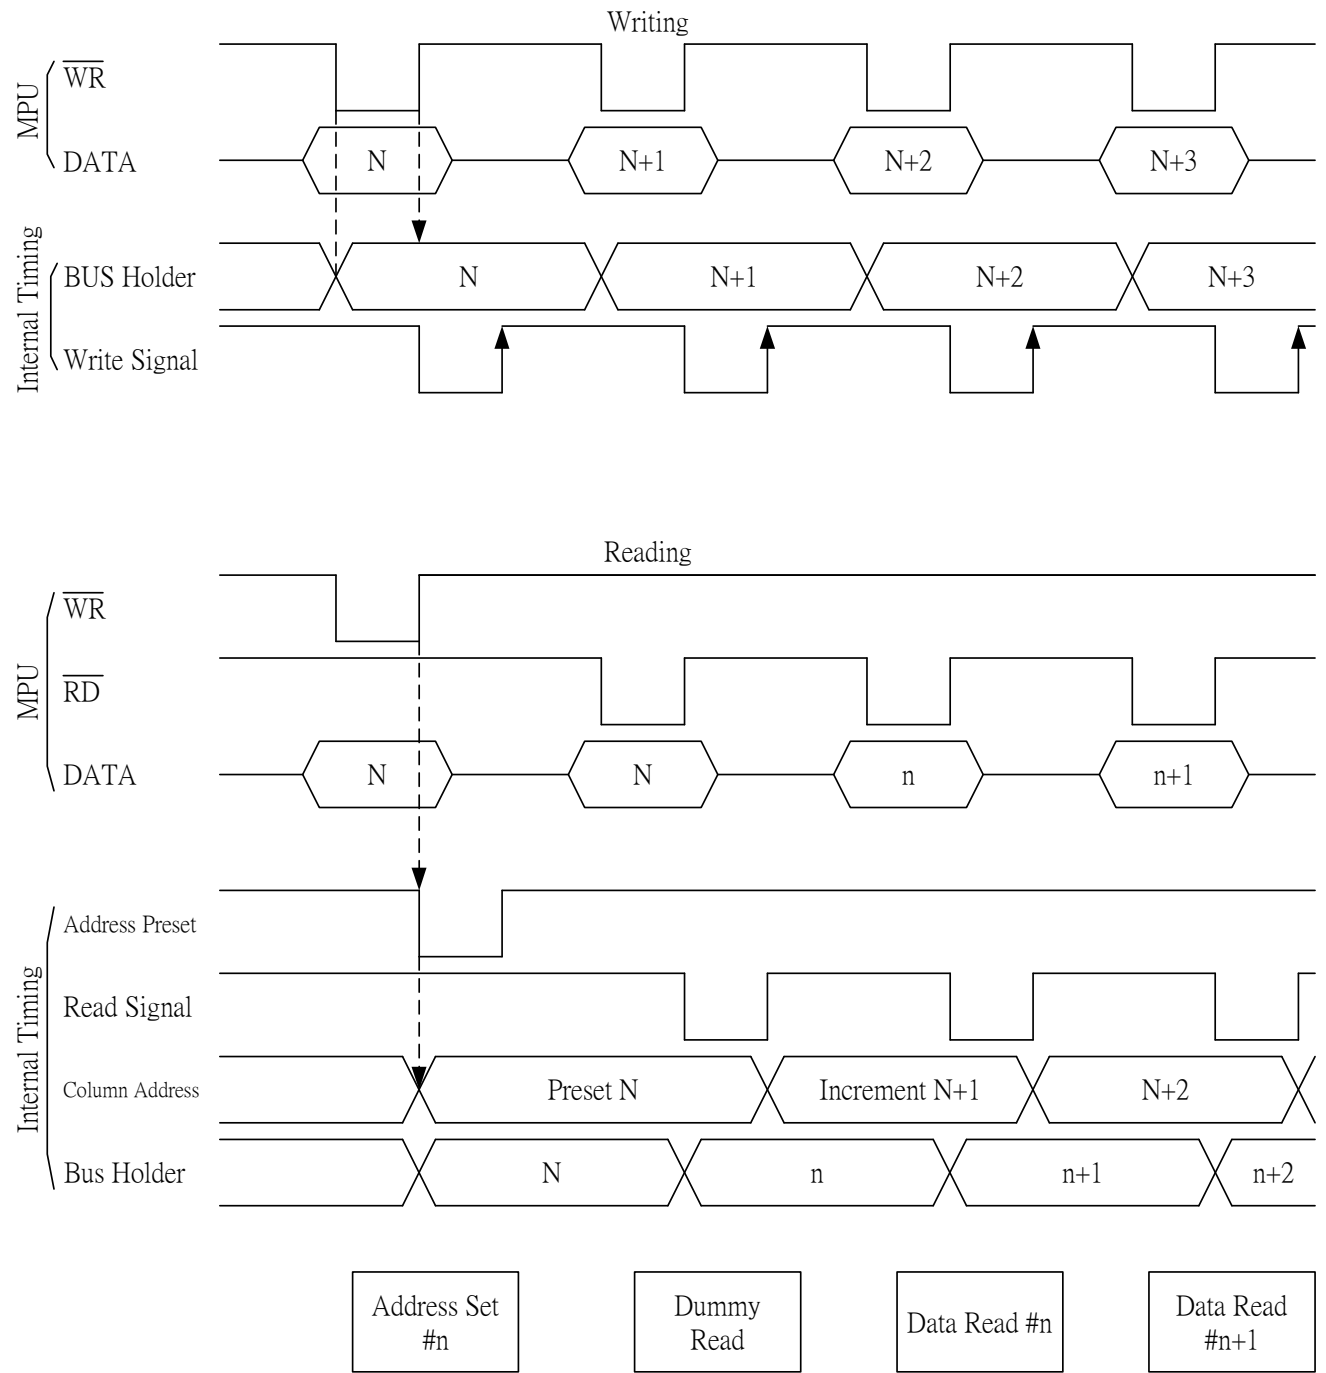 Writing
MPU
WR
DATA
N
N+1
N+2
N+3
Internal Timing
BUS Holder
N
N+1
N+2
N+3
Write Signal
Reading
MPU
WR
RD
DATA
N
N
n
n+1
Internal Timing
Address Preset
Read Signal
Column Address
Preset N
Increment N+1
N+2
Bus Holder
N
n
n+1
n+2
Address Set
#n
Dummy
Read
Data Read #n
Data Read
#n+1